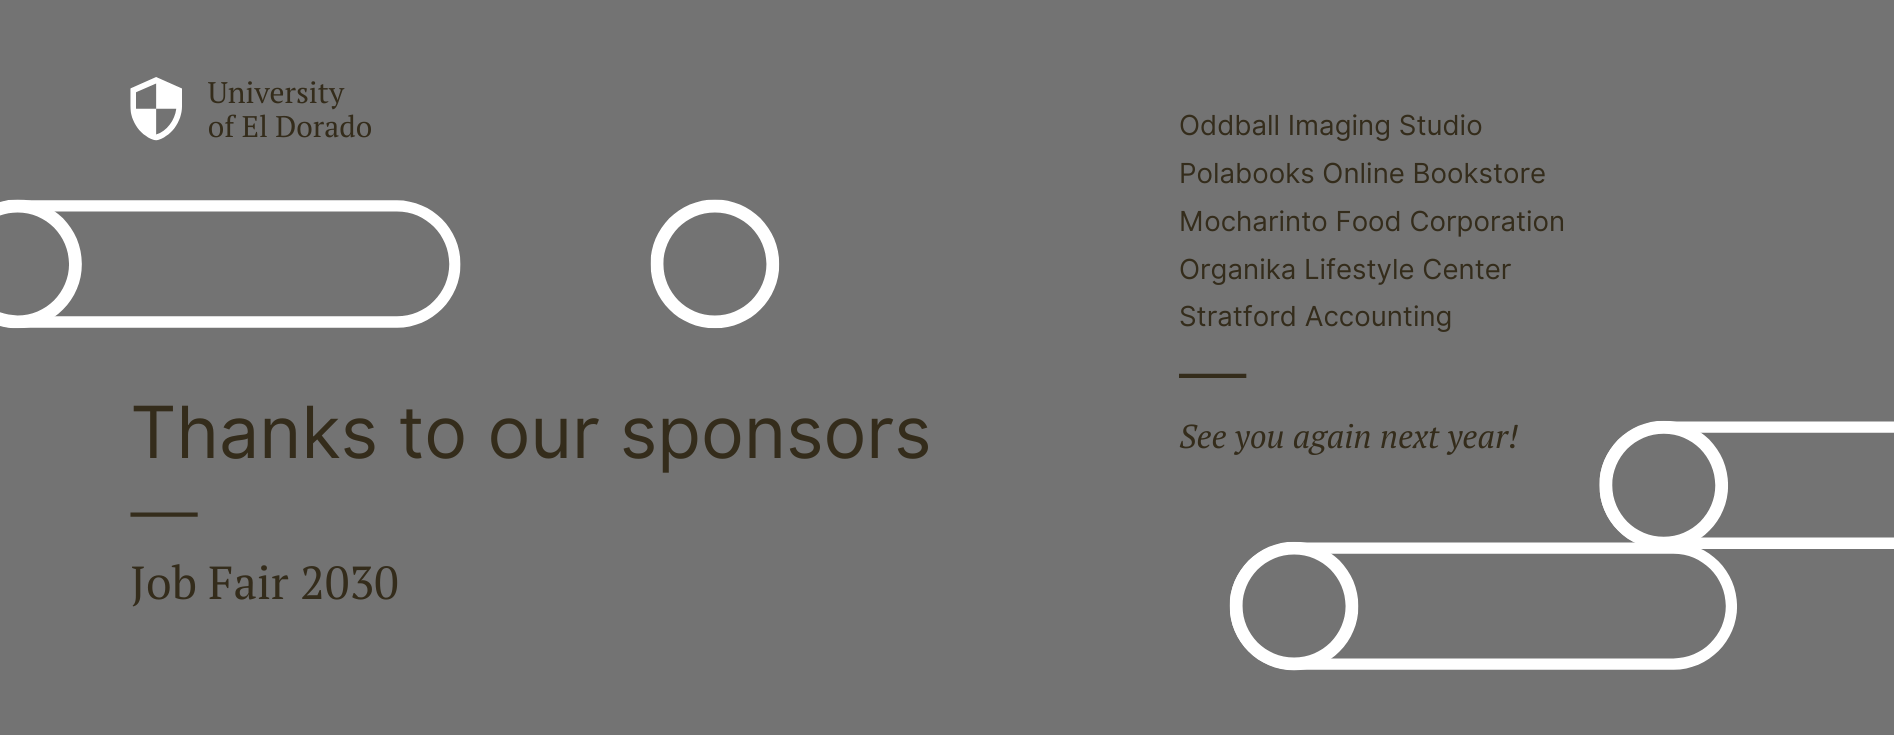 University
of El Dorado
Thanks to our sponsors
Job Fair 2030
Oddball Imaging Studio
Polabooks Online Bookstore
Mocharinto Food Corporation
Organika Lifestyle Center
Stratford Accounting
See you again next year!